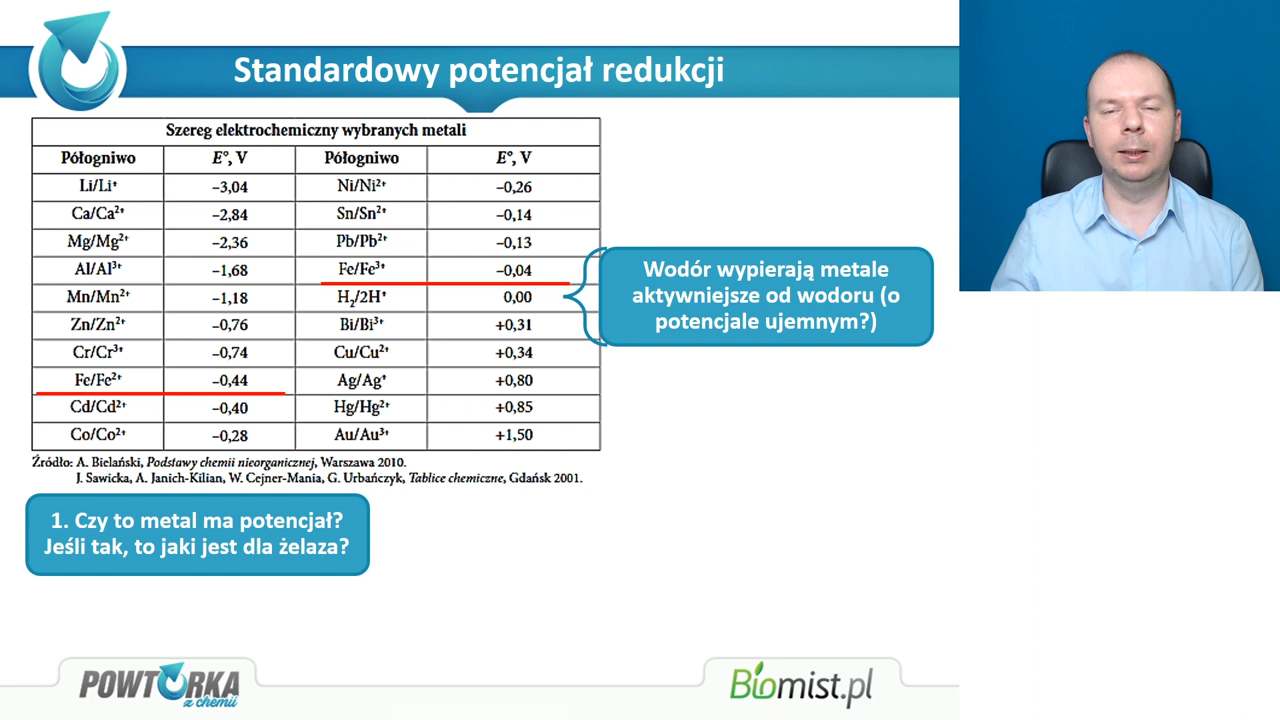 Standardowy potencjał redukcji
Szereg elektrochemiczny wybranych metali
Półogniwo E°, V Półogniwo E°, V
Li/Li⁺ –3,04 Ni/Ni²⁺ –0,26
Ca/Ca²⁺ –2,84 Sn/Sn²⁺ –0,14
Mg/Mg²⁺ –2,36 Pb/Pb²⁺ –0,13
Al/Al³⁺ –1,68 Fe/Fe³⁺ –0,04
Mn/Mn²⁺ –1,18 H₂/2H⁺ 0,00
Zn/Zn²⁺ –0,76 Bi/Bi³⁺ +0,31
Cr/Cr³⁺ –0,74 Cu/Cu²⁺ +0,34
Fe/Fe²⁺ –0,44 Ag/Ag⁺ +0,80
Cd/Cd²⁺ –0,40 Hg/Hg²⁺ +0,85
Co/Co²⁺ –0,28 Au/Au³⁺ +1,50
Źródło: A. Bielański, Podstawy chemii nieorganicznej, Warszawa 2010.
J. Sawicka, A. Janich-Kilian, W. Cejner-Mania, G. Urbańczyk, Tablice chemiczne, Gdańsk 2001.
Wodór wypierają metale
aktywniejsze od wodoru (o
potencjale ujemnym?)
1. Czy to metal ma potencjał?
Jeśli tak, to jaki jest dla żelaza?
POWTÓRKA
z chemii
Biomist.pl